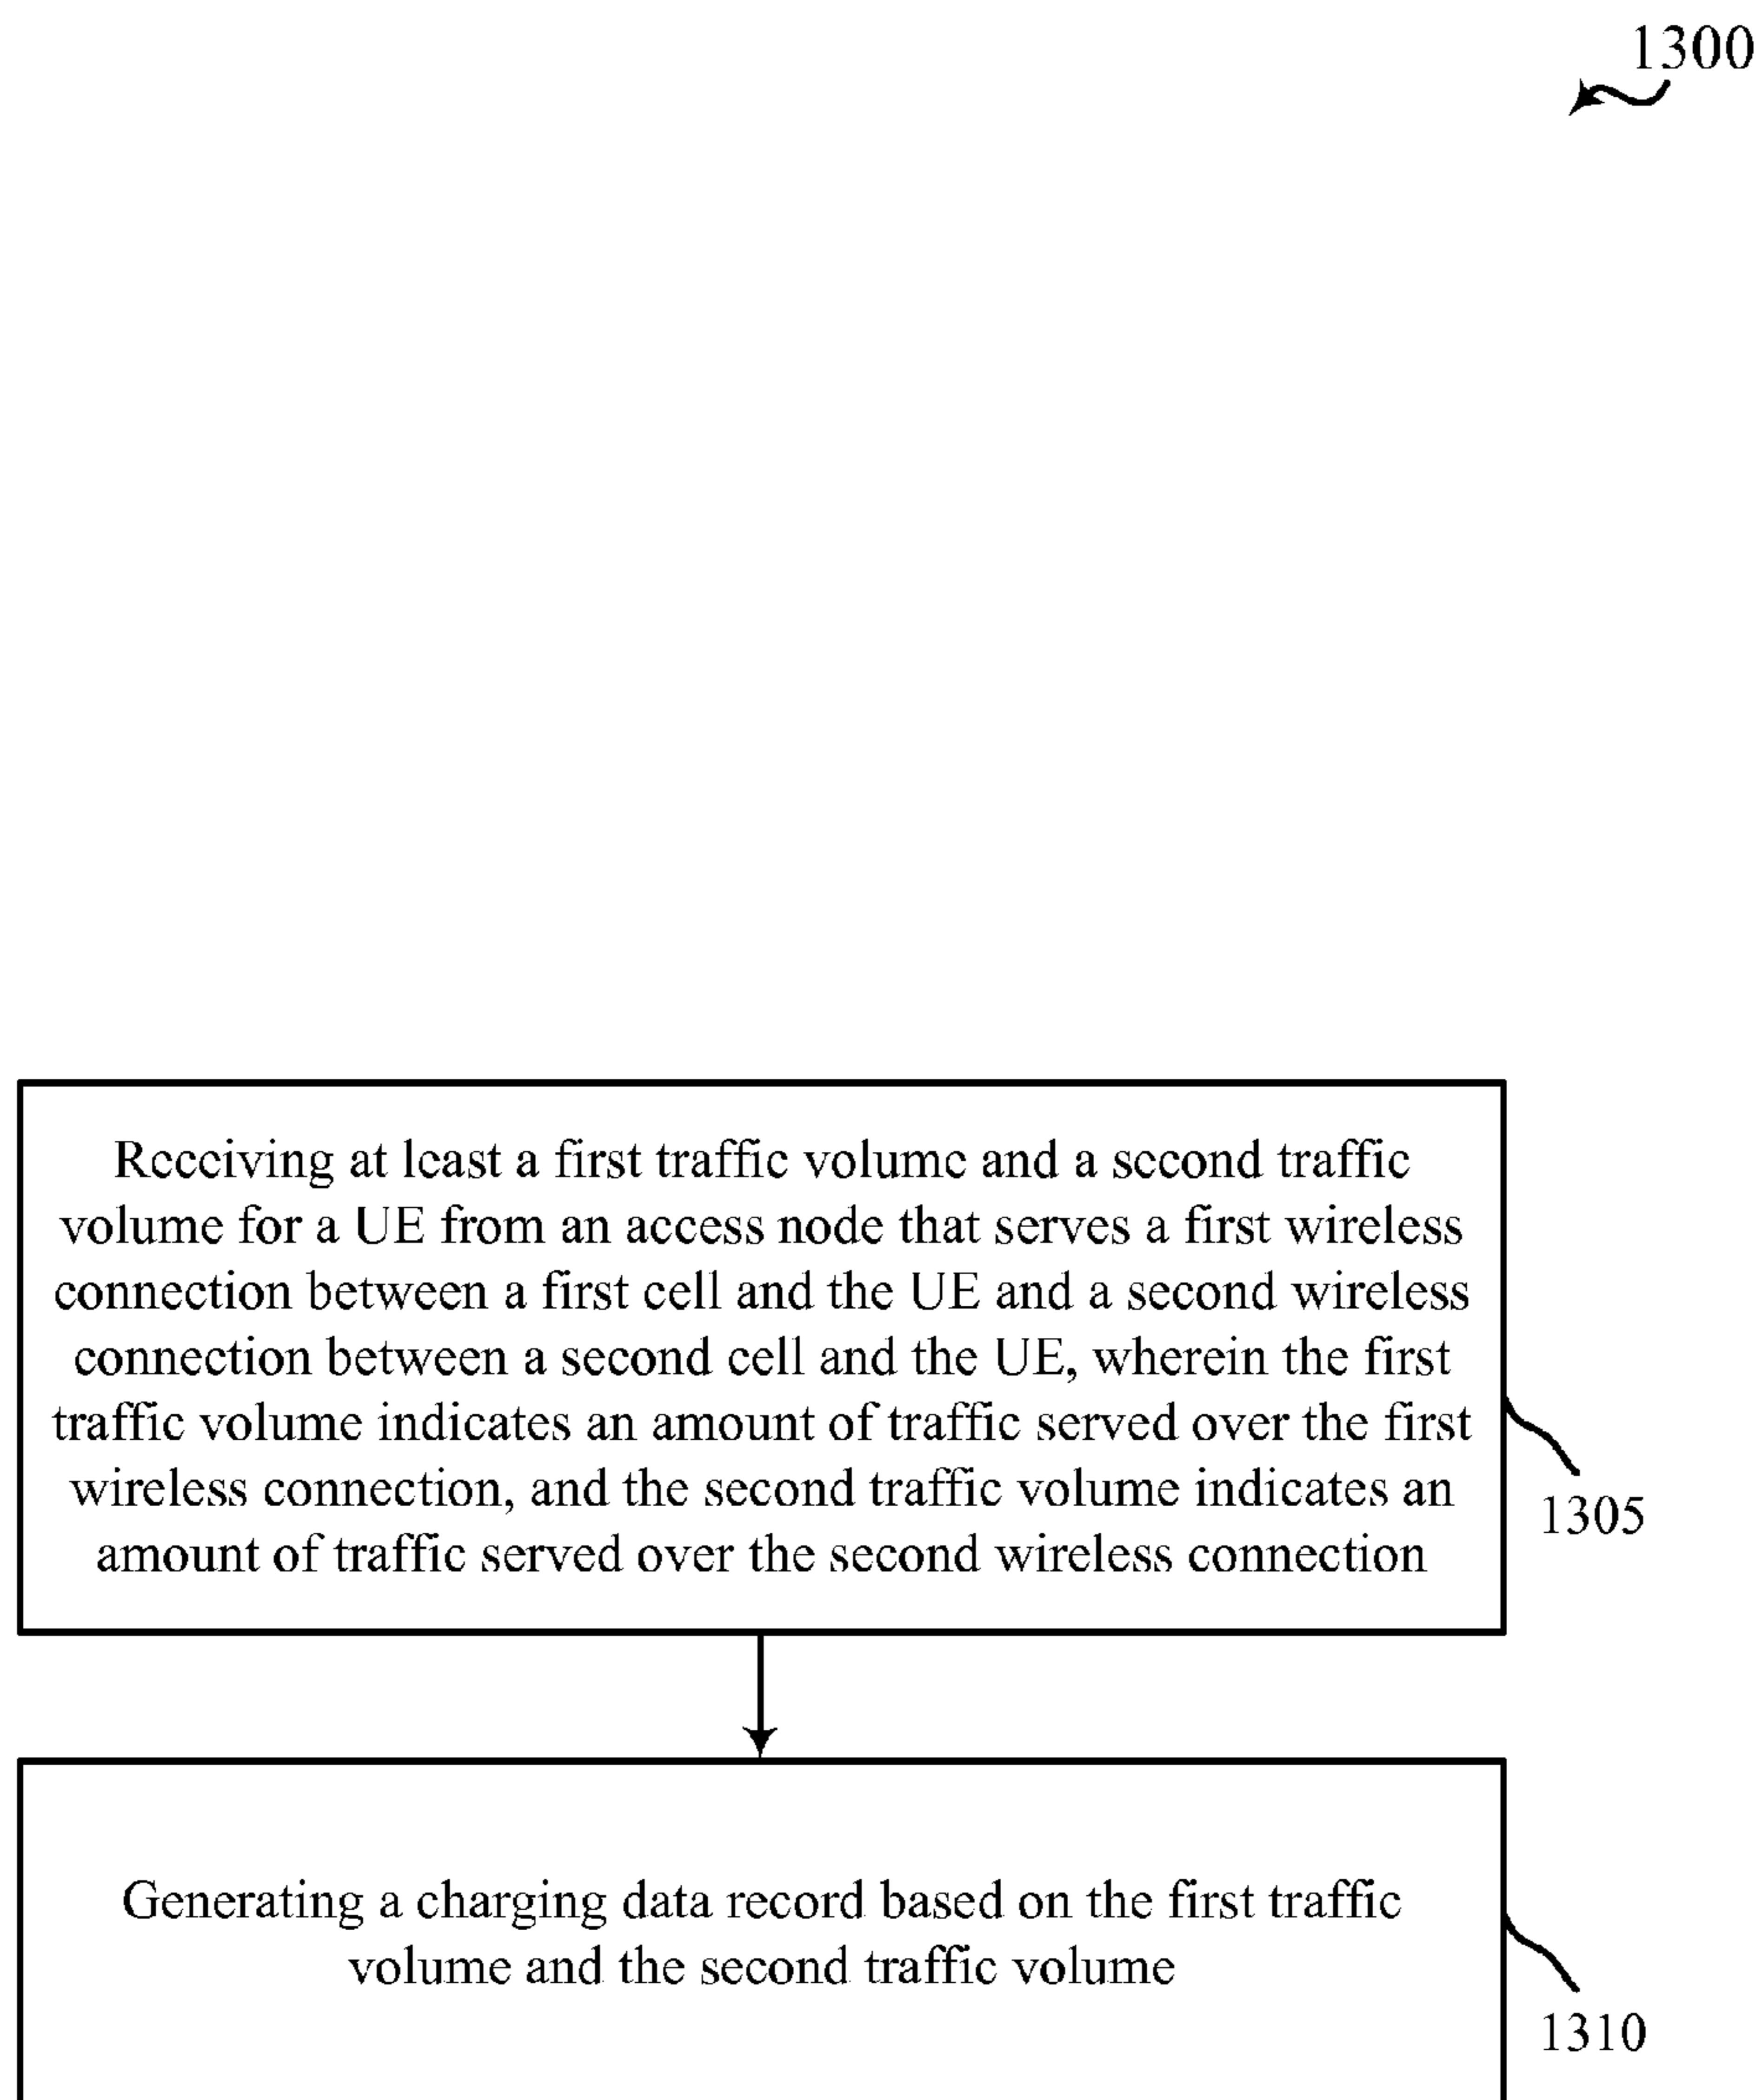 1300
Receiving at least a first traffic volume and a second traffic
volume for a UE from an access node that serves a first wireless
connection between a first cell and the UE and a second wireless
connection between a second cell and the UE, wherein the first
traffic volume indicates an amount of traffic served over the first
wireless connection, and the second traffic volume indicates an
amount of traffic served over the second wireless connection
1305
Generating a charging data record based on the first traffic
volume and the second traffic volume
1310